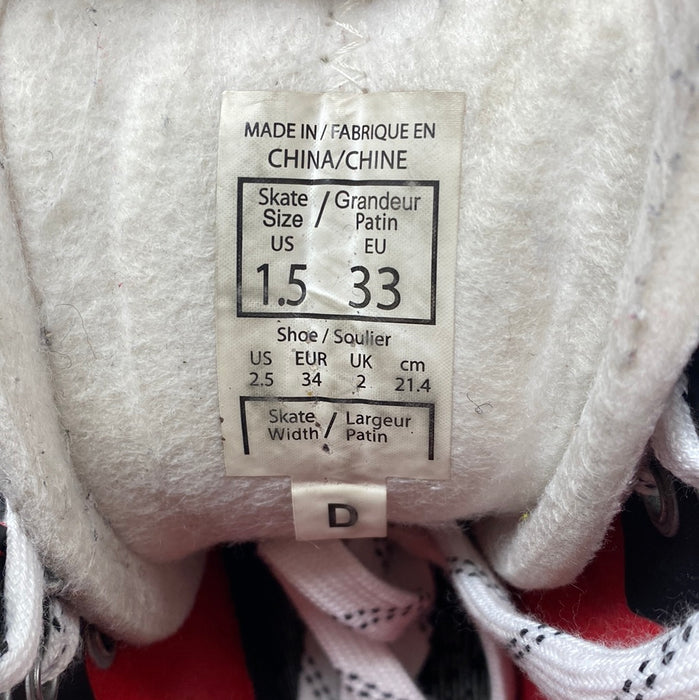 MADE IN / FABRIQUE EN
CHINA/CHINE
Skate Size / Grandeur Patin
US EU
1.5 33
Shoe / Soulier
US EUR UK cm
2.5 34 2 21.4
Skate Width / Largeur Patin
D